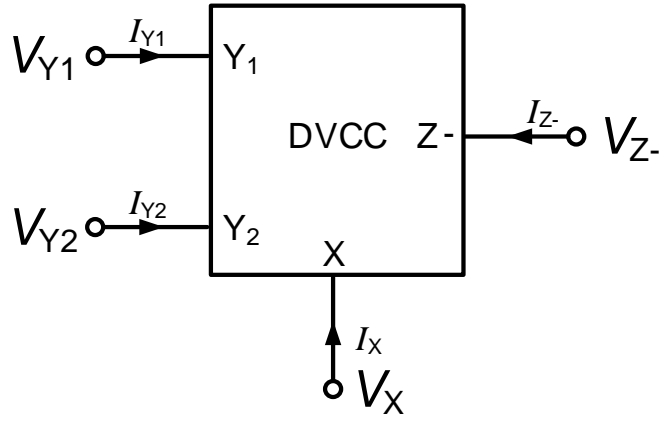 I_Y1
V_Y1
Y_1
DVCC
Z-
I_Z-
V_Z-
I_Y2
V_Y2
Y_2
X
I_X
V_X